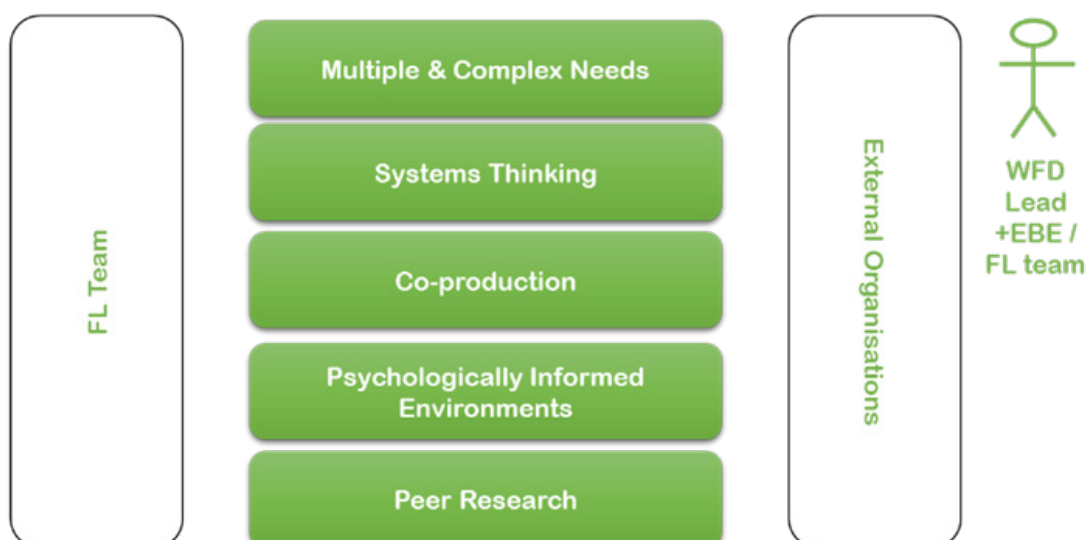 FL Team
Multiple & Complex Needs
Systems Thinking
Co-production
Psychologically Informed
Environments
Peer Research
External Organisations
WFD
Lead
+EBE /
FL team